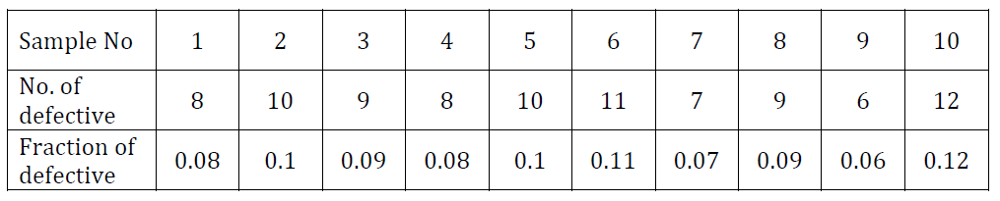 Sample No 1 2 3 4 5 6 7 8 9 10
No. of
defective 8 10 9 8 10 11 7 9 6 12
Fraction of
defective 0.08 0.1 0.09 0.08 0.1 0.11 0.07 0.09 0.06 0.12